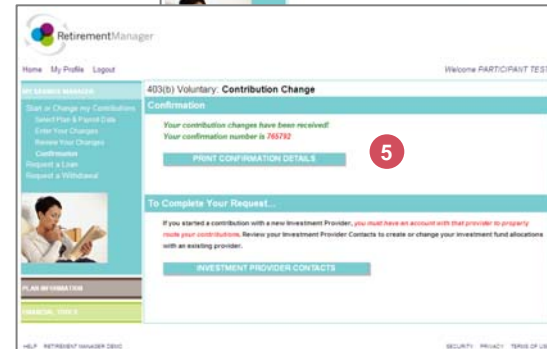 RetirementManager
Home My Profile Logout
Welcome PARTICIPANT TEST
403(b) Voluntary: Contribution Change
Start or Change my Contributions
Select Plan & Payroll Date
Enter Your Changes
Review Your Changes
Confirmation
Request a Loan
Request a Withdrawal
Confirmation
Your contribution changes have been received!
Your confirmation number is 765792
PRINT CONFIRMATION DETAILS
5
To Complete Your Request...
If you started a contribution with a new Investment Provider, you must have an account with that provider to properly
route your contributions. Review your Investment Provider Contacts to create or change your investment fund allocations
with an existing provider.
INVESTMENT PROVIDER CONTACTS
PLAN INFORMATION
FINANCIAL TOOLS
HELP RETIREMENT MANAGER DEMO
SECURITY PRIVACY TERMS OF USE